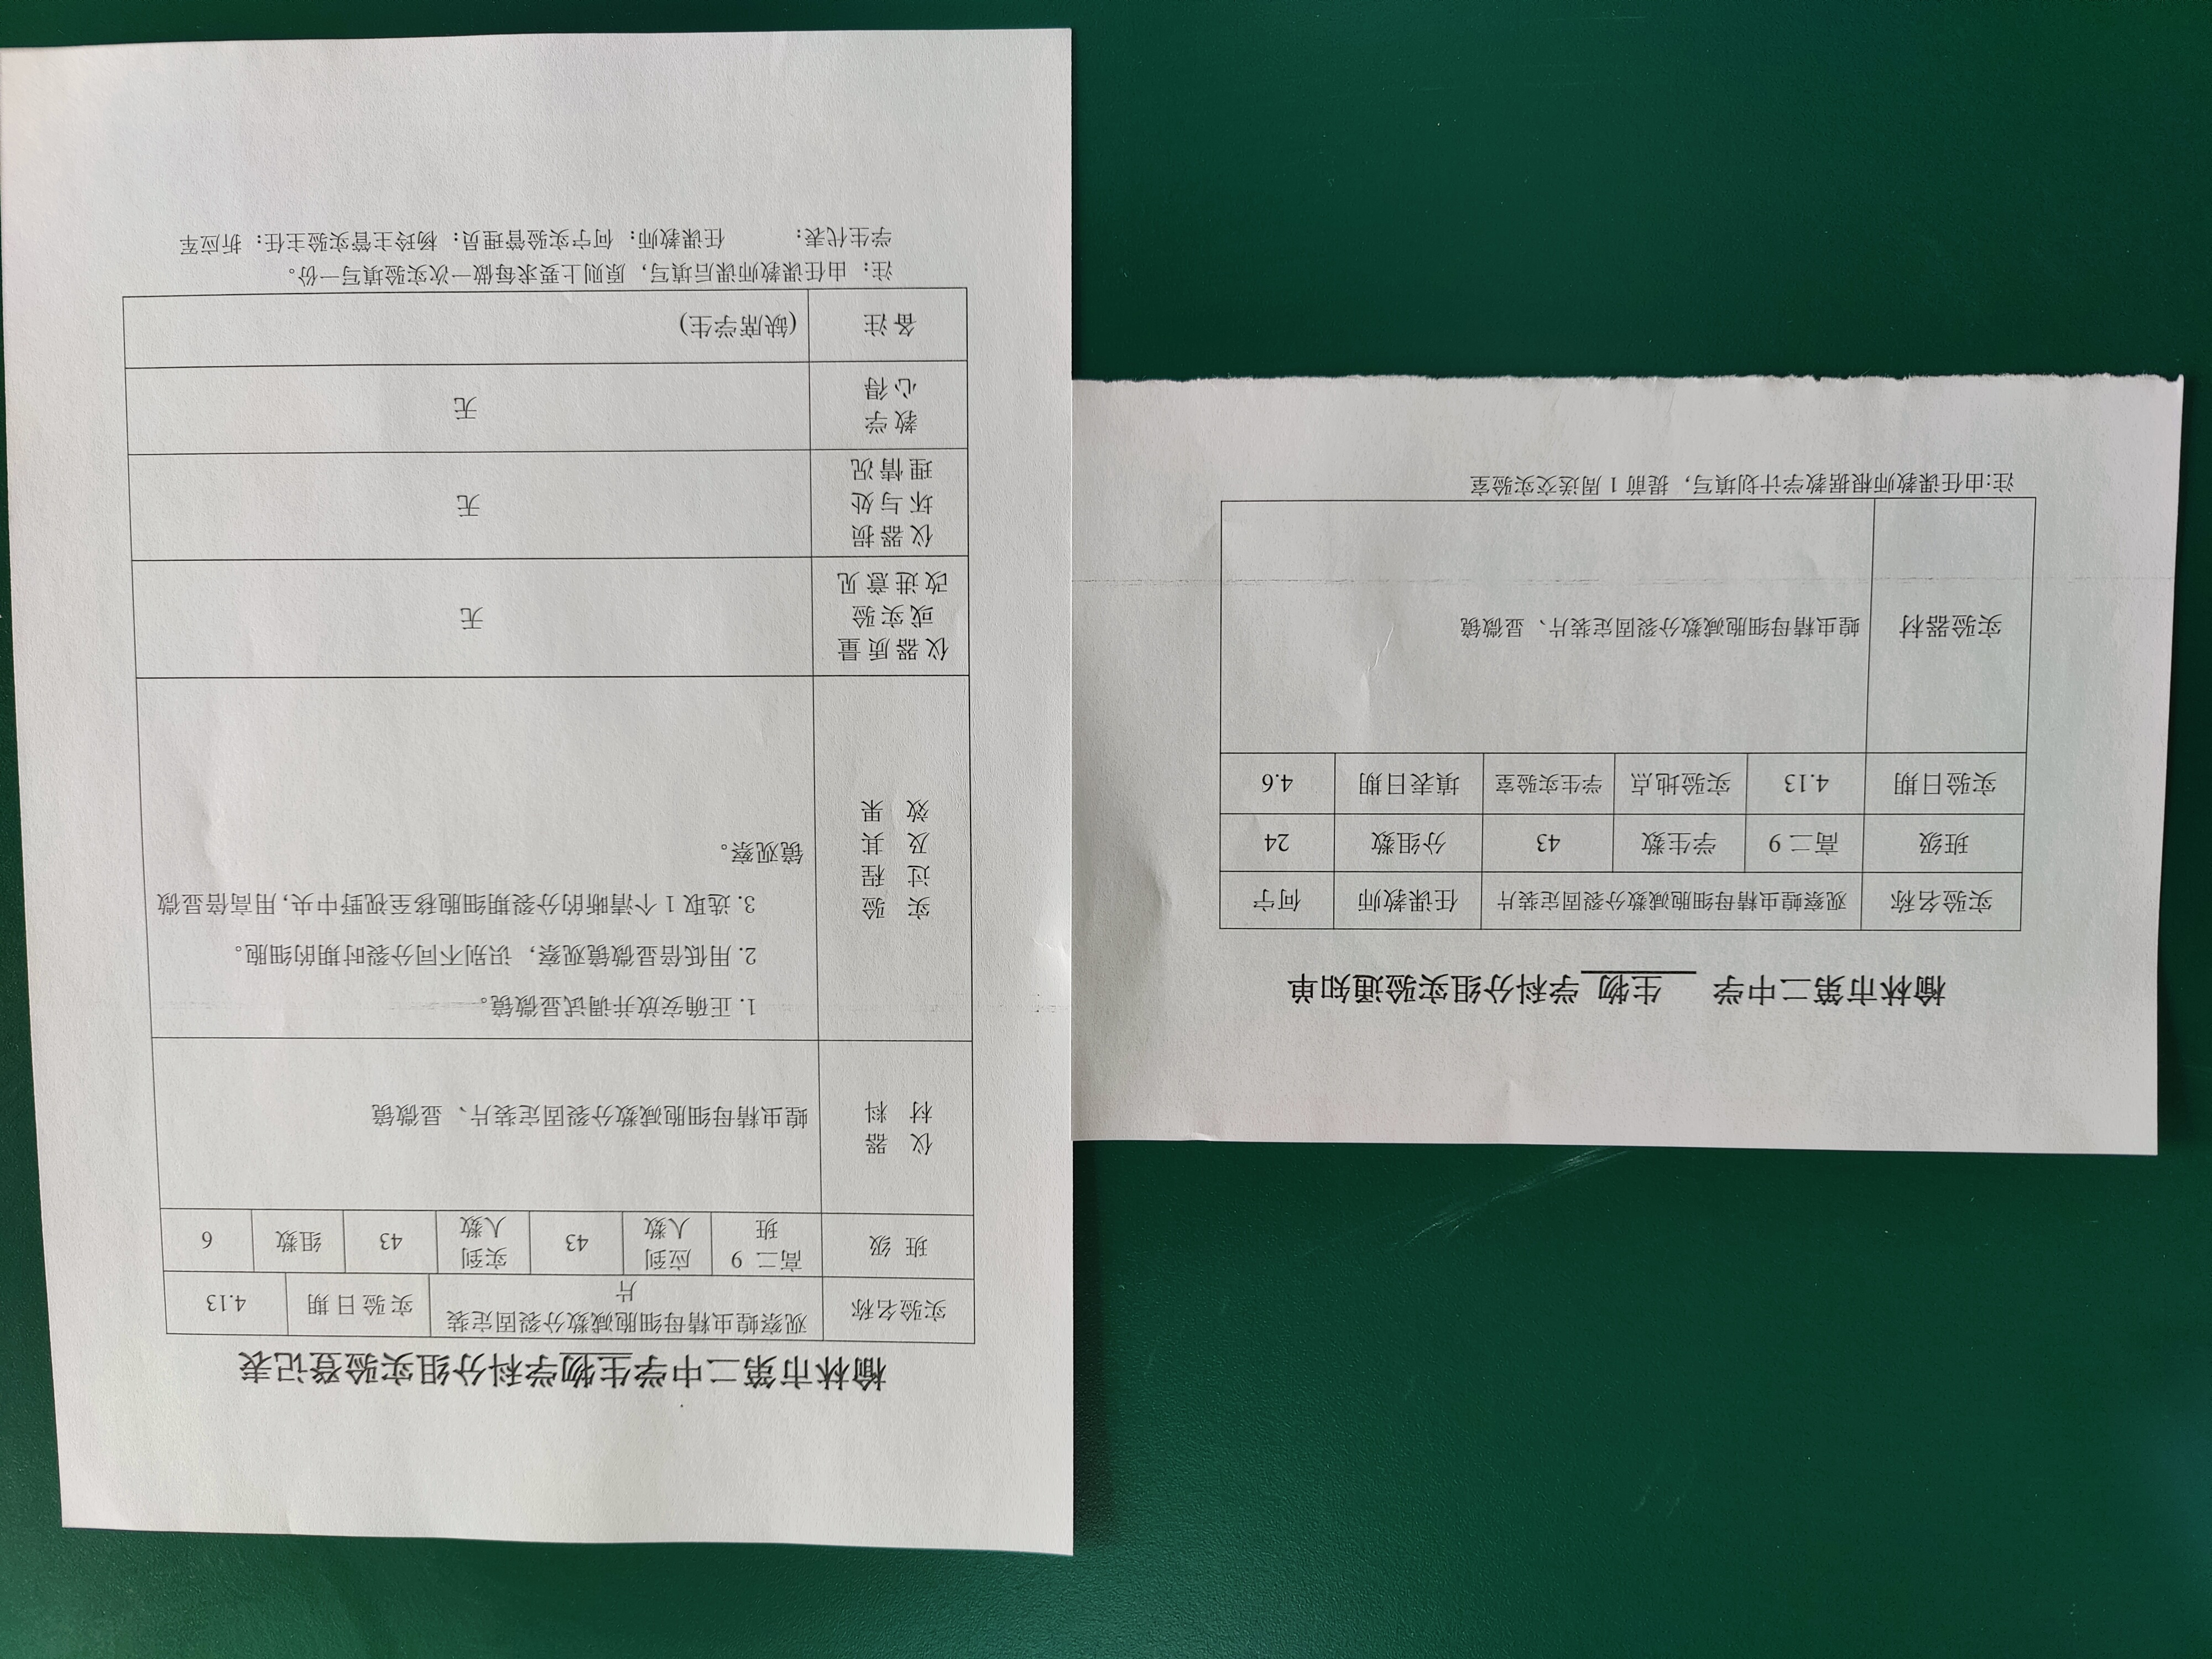 榆林市第二中学 生物 学科分组实验通知单
实验名称 观察蝗虫精母细胞减数分裂固定装片 任课教师 何宁
班级 高二 9 学生数 43 分组数 24
实验日期 4.13 实验地点 学生实验室 填表日期 4.6
实验器材 蝗虫精母细胞减数分裂固定装片、显微镜
注:由任课教师根据教学计划填写，提前 1 周送交实验室
榆林市第二中学生物学科分组实验登记表
实验名称 观察蝗虫精母细胞减数分裂固定装
片
实验日期 4.13
班 级 高二 9
班
应到
人数
43
实到
人数
43 组数 6
仪 器
材 料
蝗虫精母细胞减数分裂固定装片、显微镜
实 验
过 程
及 其
效 果
1. 正确安放并调试显微镜。
2. 用低倍显微镜观察，识别不同分裂时期的细胞。
3. 选取 1 个清晰的分裂期细胞移至视野中央,用高倍显微
镜观察。
仪器质量
或实验
改进意见
无
仪器损
坏与处
理情况
无
教学
心得
无
备注 (缺席学生)
注：由任课教师课后填写，原则上要求每做一次实验填写一份。
学生代表： 任课教师：何宁实验管理员：杨玲主管实验主任：折应军